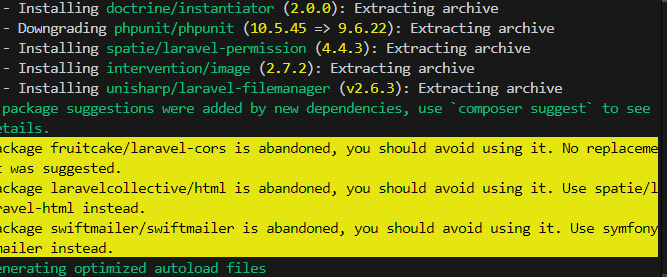 - Installing doctrine/instantiator (2.0.0): Extracting archive
- Downgrading phpunit/phpunit (10.5.45 => 9.6.22): Extracting archive
- Installing spatie/laravel-permission (4.4.3): Extracting archive
- Installing intervention/image (2.7.2): Extracting archive
- Installing unisharp/laravel-filemanager (v2.6.3): Extracting archive
package suggestions were added by new dependencies, use `composer suggest` to see
etails.
ackage fruitcake/laravel-cors is abandoned, you should avoid using it. No replaceme
t was suggested.
ackage laravelcollective/html is abandoned, you should avoid using it. Use spatie/l
ravel-html instead.
ackage swiftmailer/swiftmailer is abandoned, you should avoid using it. Use symfony
mailer instead.
enerating optimized autoload files